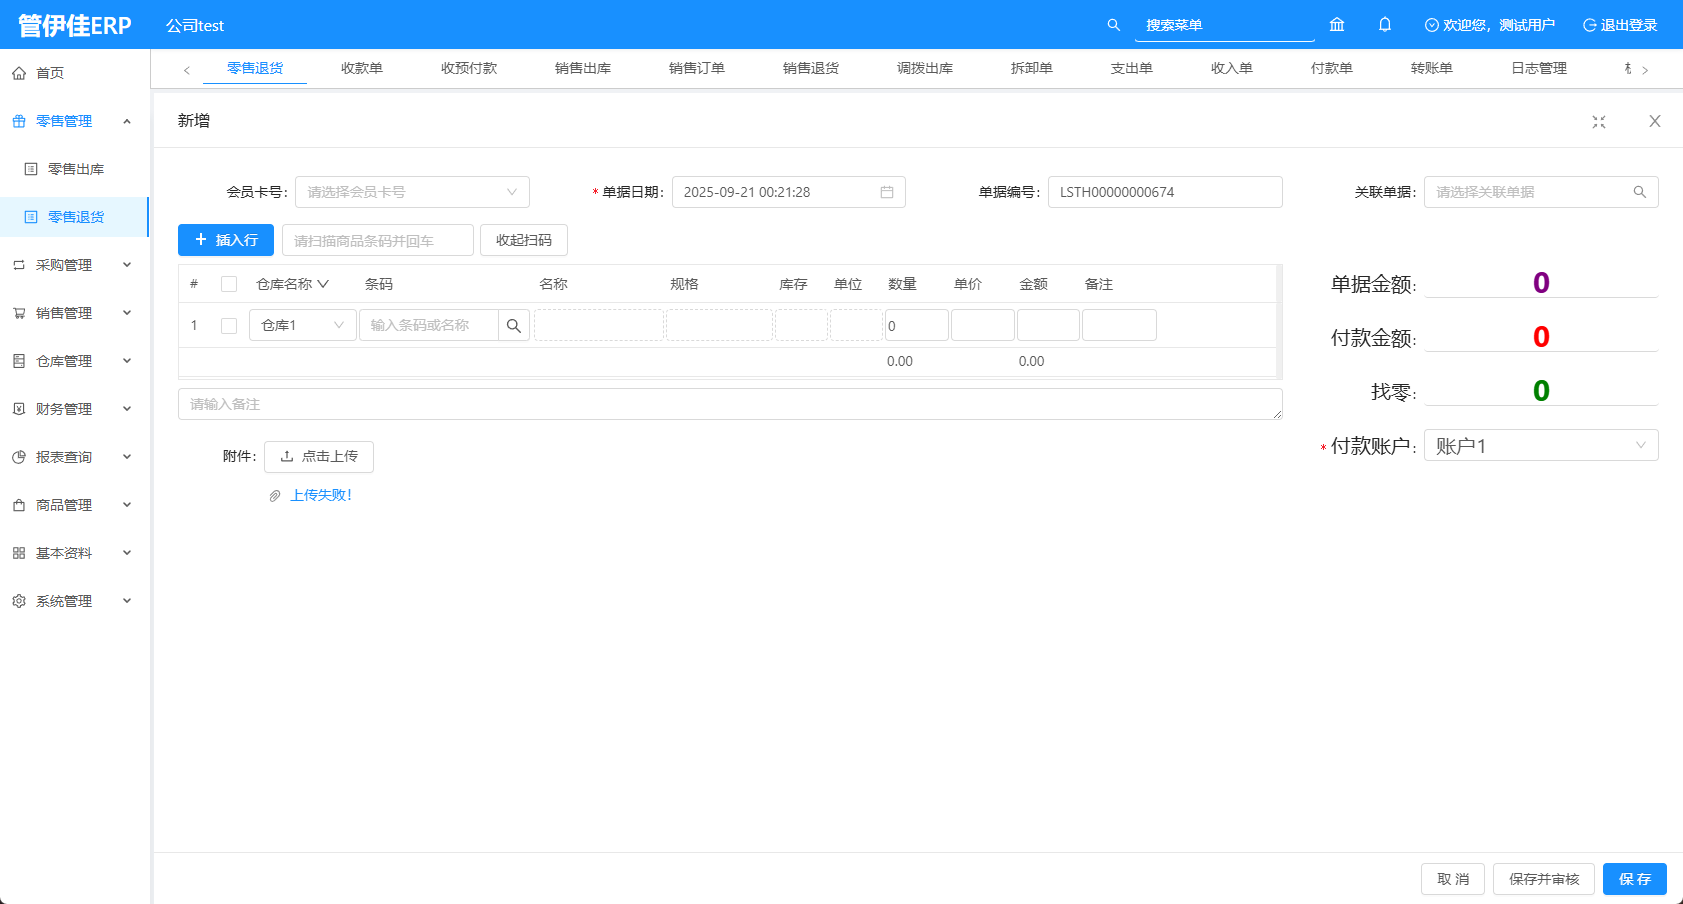 管伊佳ERP 公司test 搜索菜单 欢迎您，测试用户 退出登录
首页
零售管理
零售出库
零售退货
采购管理
销售管理
仓库管理
财务管理
报表查询
商品管理
基本资料
系统管理
零售退货 收款单 收预付款 销售出库 销售订单 销售退货 调拨出库 拆卸单 支出单 收入单 付款单 转账单 日志管理
新增
会员卡号: 请选择会员卡号 * 单据日期: 2025-09-21 00:21:28 单据编号: LSTH00000000674 关联单据: 请选择关联单据
插入行 请扫描商品条码并回车 收起扫码
# 仓库名称 条码 名称 规格 库存 单位 数量 单价 金额 备注
1 仓库1 输入条码或名称 0
0.00 0.00
请输入备注
附件: 点击上传
上传失败!
单据金额: 0
付款金额: 0
找零: 0
* 付款账户: 账户1
取 消 保存并审核 保 存